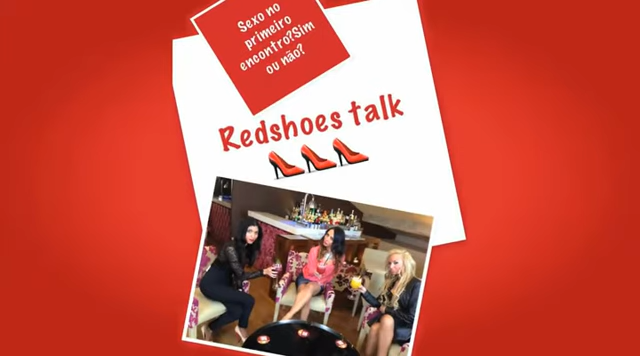 Sexo no
primeiro
encontro?Sim
ou não?
Redshoes talk